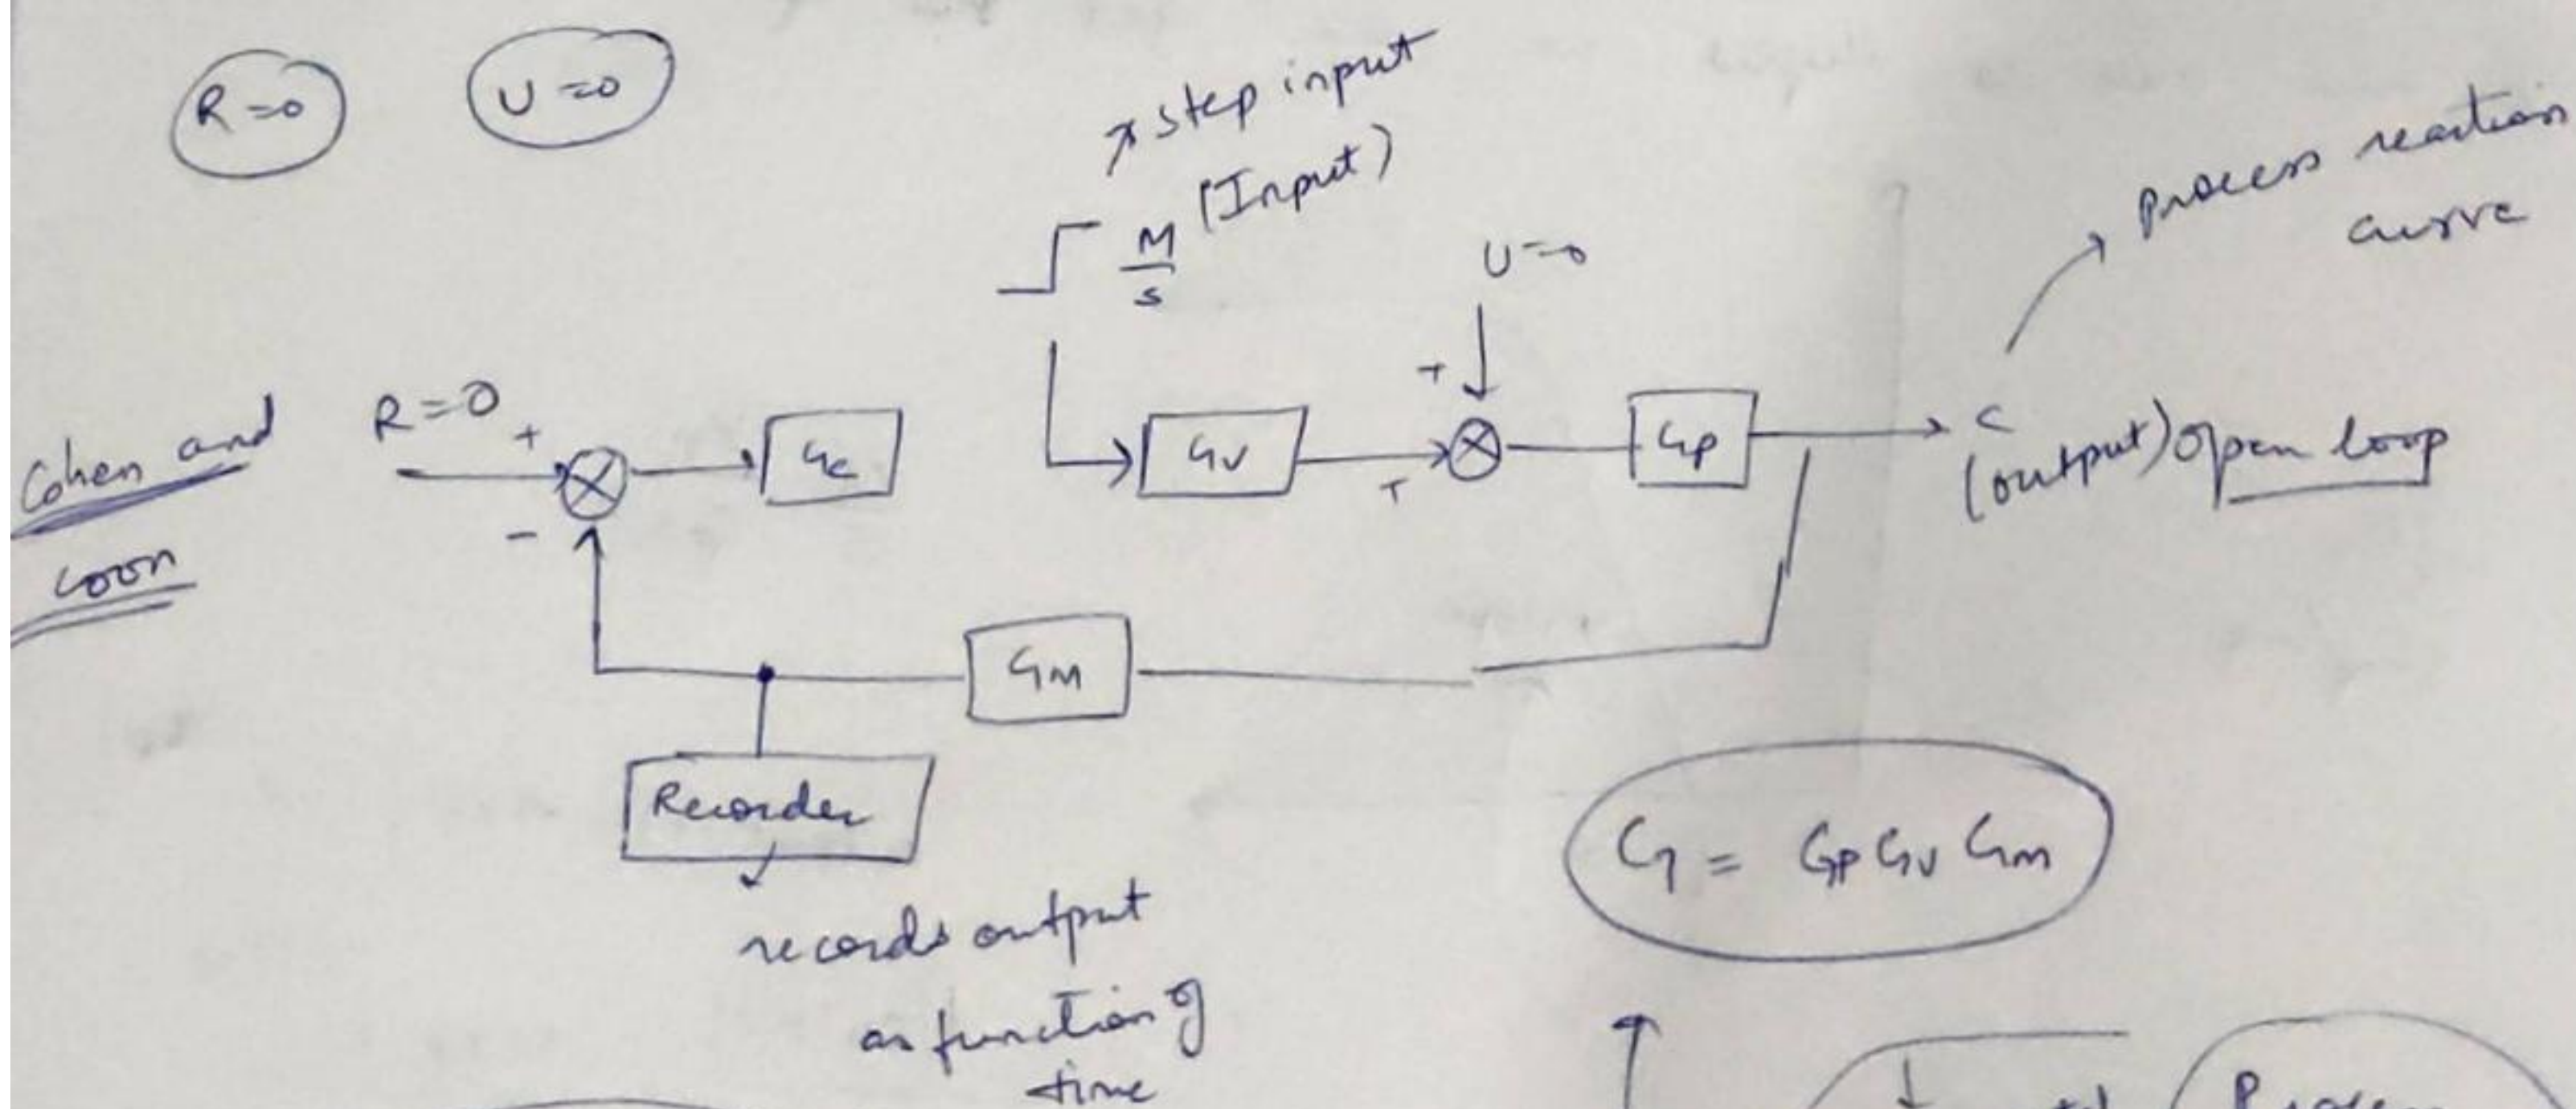 R=0
U=0
step input
(Input)
M
s
process reaction
curve
U=0
+
Cohen and
coon
R=0
+
-
Gc
Gv
+
Gp
C
(output) open loop
Gm
Recorder
records output
as function of
time
G = Gp Gv Gm
Process